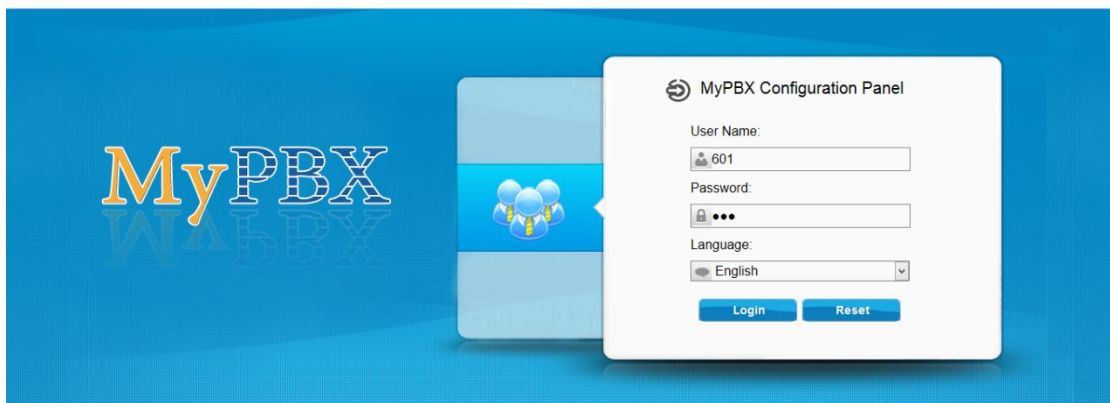 MyPBX
MyPBX Configuration Panel
User Name:
601
Password:
•••
Language:
English
Login Reset